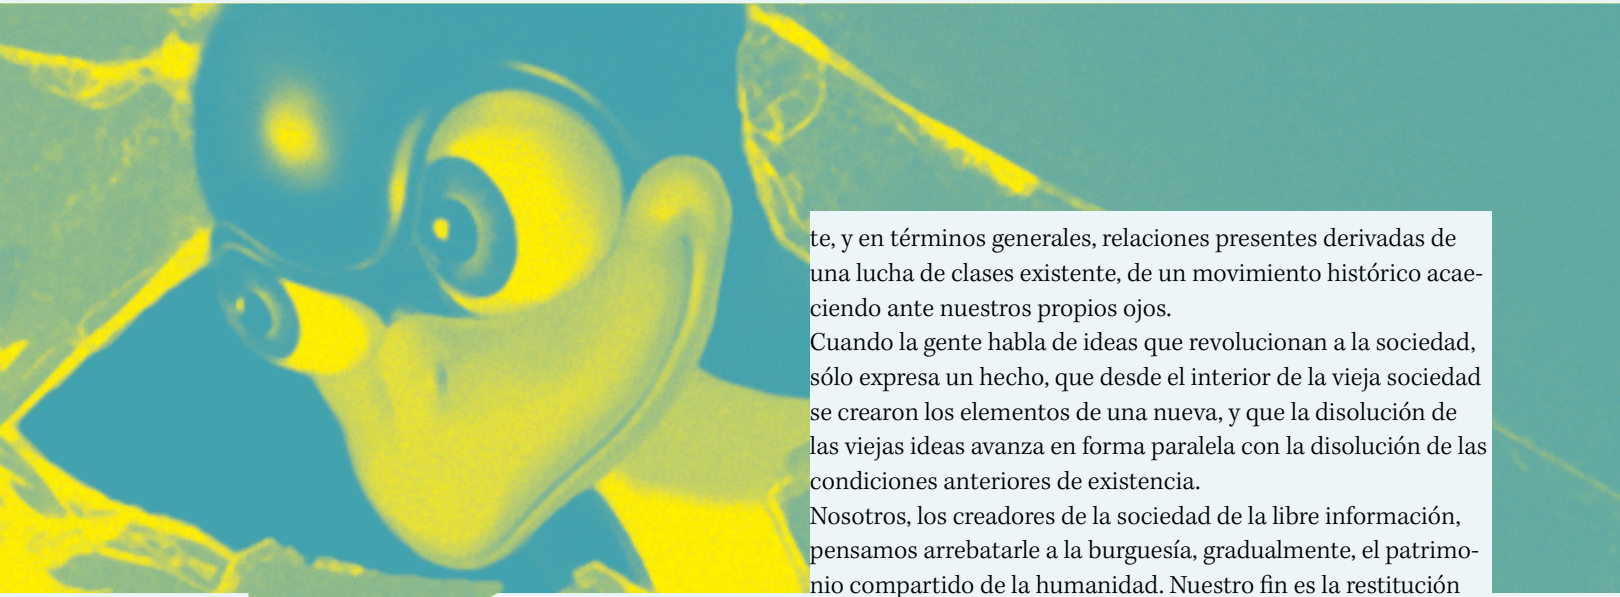 te, y en términos generales, relaciones presentes derivadas de
una lucha de clases existente, de un movimiento histórico acae-
ciendo ante nuestros propios ojos.
Cuando la gente habla de ideas que revolucionan a la sociedad,
sólo expresa un hecho, que desde el interior de la vieja sociedad
se crearon los elementos de una nueva, y que la disolución de
las viejas ideas avanza en forma paralela con la disolución de las
condiciones anteriores de existencia.
Nosotros, los creadores de la sociedad de la libre información,
pensamos arrebatarle a la burguesía, gradualmente, el patrimo-
nio compartido de la humanidad. Nuestro fin es la restitución